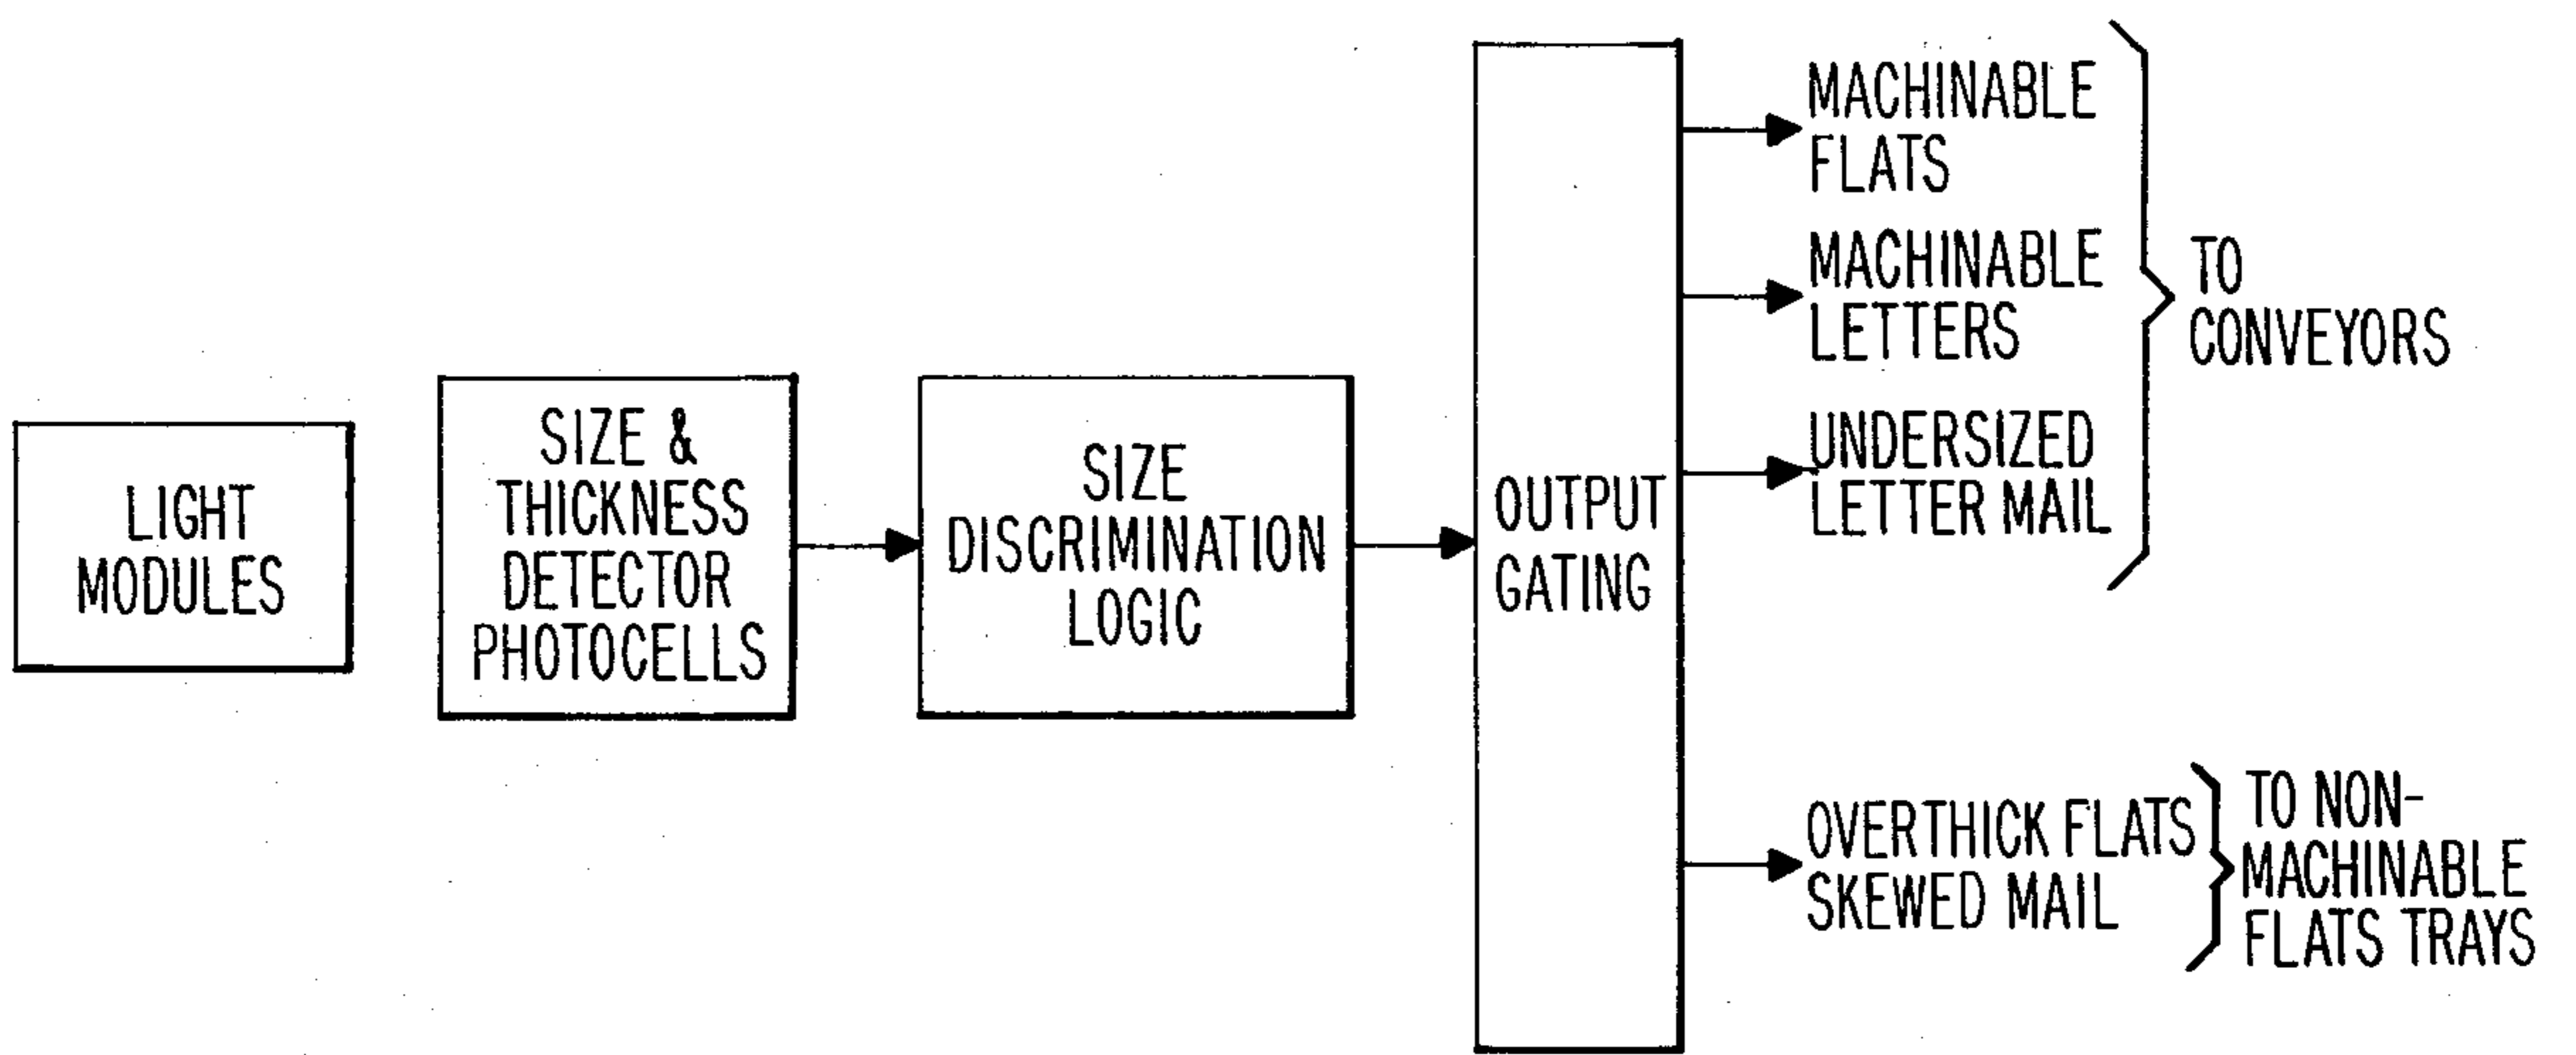 LIGHT
MODULES
SIZE &
THICKNESS
DETECTOR
PHOTOCELLS
SIZE
DISCRIMINATION
LOGIC
OUTPUT
GATING
MACHINABLE
FLATS
MACHINABLE
LETTERS
UNDERSIZED
LETTER MAIL
TO
CONVEYORS
OVERTHICK FLATS
SKEWED MAIL
TO NON-
MACHINABLE
FLATS TRAYS